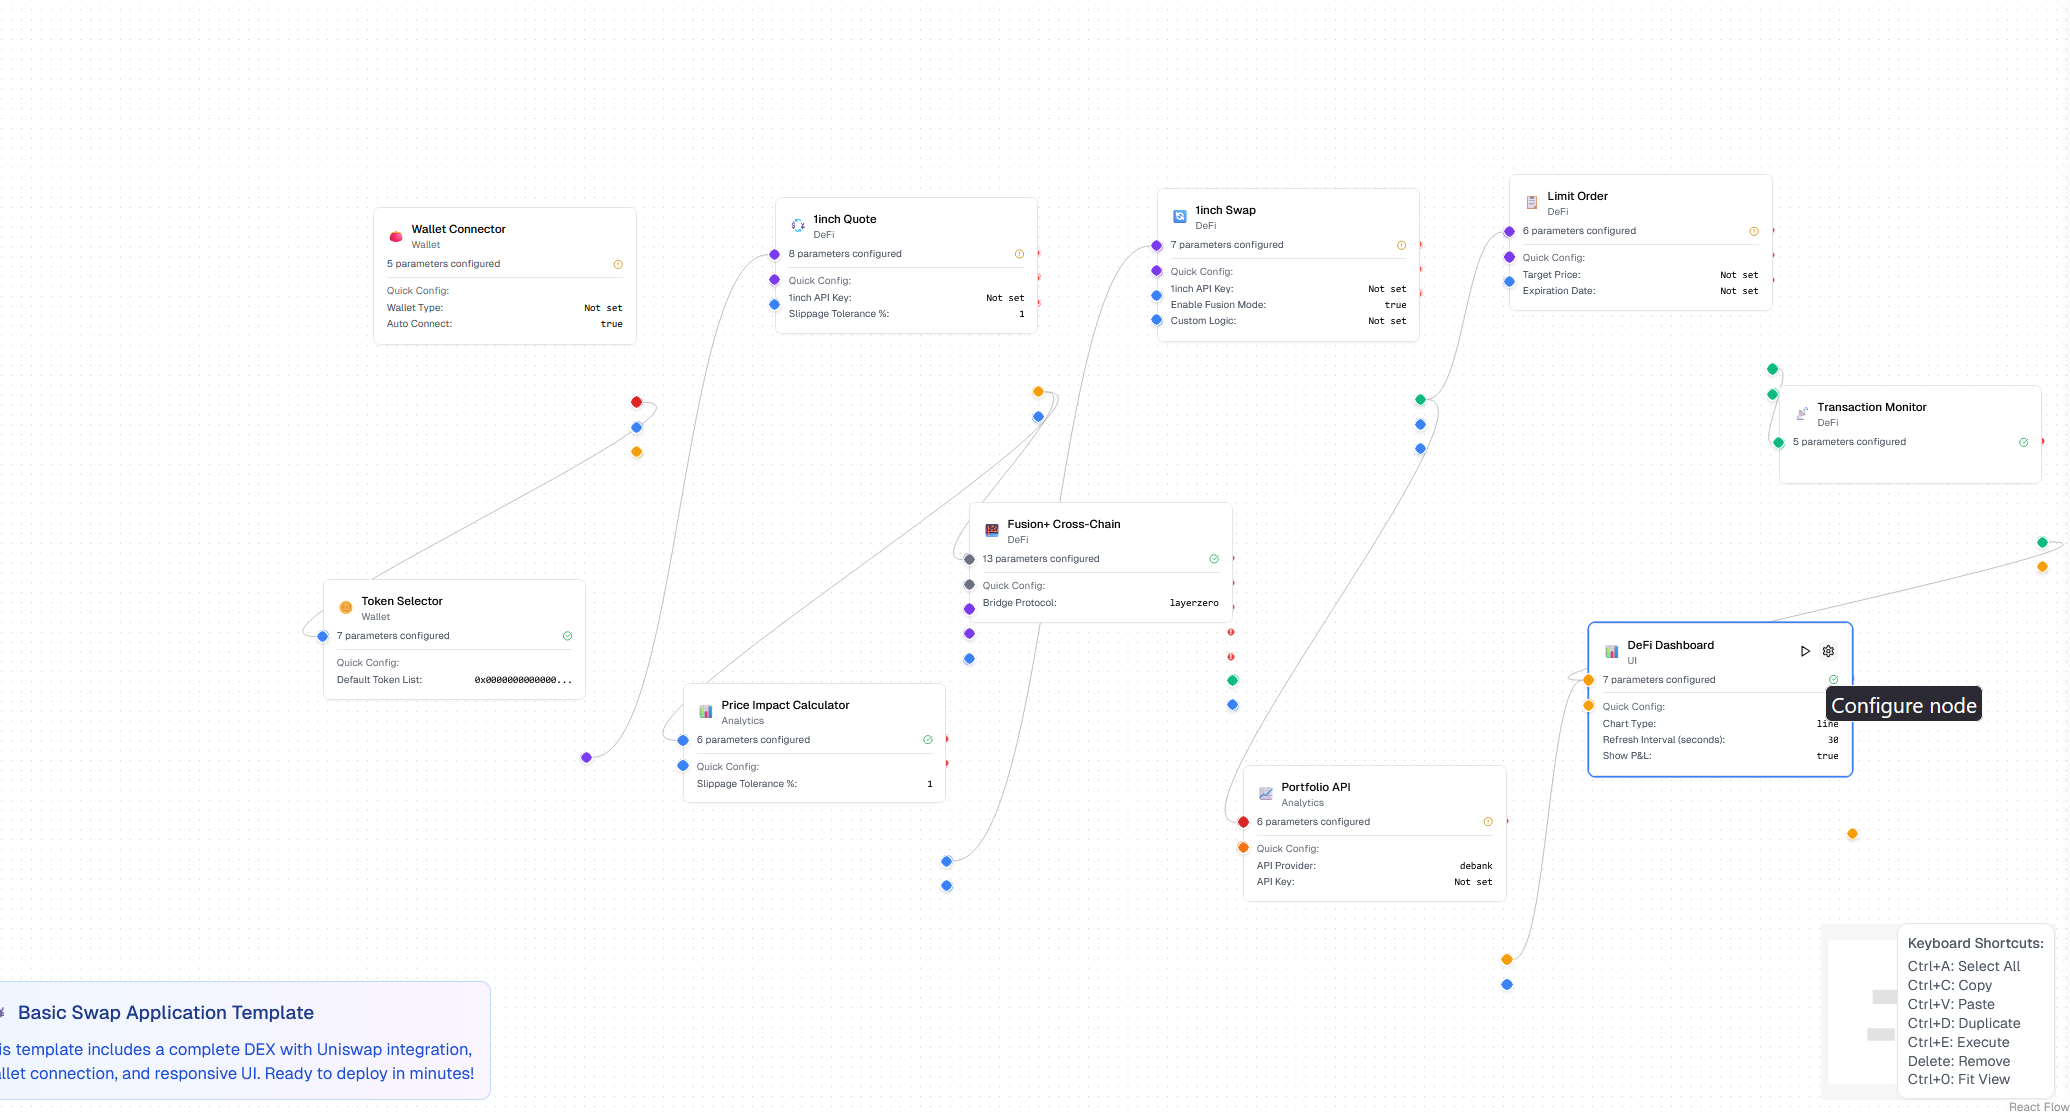 Wallet Connector
Wallet
5 parameters configured
Quick Config:
Wallet Type: Not set
Auto Connect: true
1inch Quote
DeFi
8 parameters configured
Quick Config:
1inch API Key: Not set
Slippage Tolerance %: 1
1inch Swap
DeFi
7 parameters configured
Quick Config:
1inch API Key: Not set
Enable Fusion Mode: true
Custom Logic: Not set
Limit Order
DeFi
6 parameters configured
Quick Config:
Target Price: Not set
Expiration Date: Not set
Transaction Monitor
DeFi
5 parameters configured
Fusion+ Cross-Chain
DeFi
13 parameters configured
Quick Config:
Bridge Protocol: layerzero
Token Selector
Wallet
7 parameters configured
Quick Config:
Default Token List: 0x0000000000000...
Price Impact Calculator
Analytics
6 parameters configured
Quick Config:
Slippage Tolerance %: 1
DeFi Dashboard
UI
7 parameters configured
Quick Config:
Chart Type: line
Refresh Interval (seconds): 30
Show P&L: true
Configure node
Portfolio API
Analytics
6 parameters configured
Quick Config:
API Provider: debank
API Key: Not set
Basic Swap Application Template
is template includes a complete DEX with Uniswap integration,
llet connection, and responsive UI. Ready to deploy in minutes!
Keyboard Shortcuts:
Ctrl+A: Select All
Ctrl+C: Copy
Ctrl+V: Paste
Ctrl+D: Duplicate
Ctrl+E: Execute
Delete: Remove
Ctrl+0: Fit View
React Flow